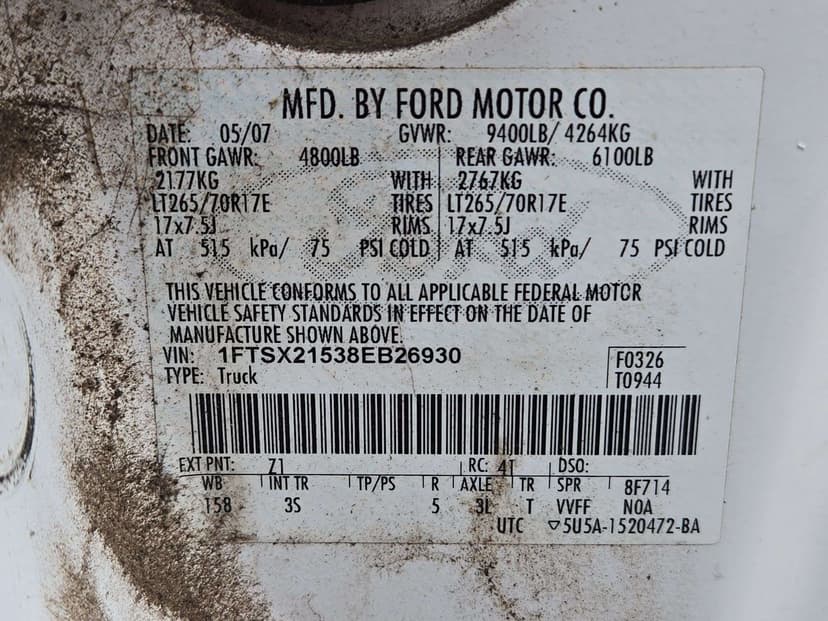 MFD. BY FORD MOTOR CO.
DATE: 05/07 GVWR: 9400LB/ 4264KG
FRONT GAWR: 4800LB REAR GAWR: 6100LB
2177KG WITH 2767KG WITH
LT265/70R17E TIRES LT265/70R17E TIRES
17x7.5J RIMS 17x7.5J RIMS
AT 515 kPa/ 75 PSI COLD AT 515 kPa/ 75 PSI COLD
THIS VEHICLE CONFORMS TO ALL APPLICABLE FEDERAL MOTOR
VEHICLE SAFETY STANDARDS IN EFFECT ON THE DATE OF
MANUFACTURE SHOWN ABOVE.
VIN: 1FTSX21538EB26930 F0326
TYPE: Truck T0944
EXT PNT: Z1 RC: 41 DSO:
WB INT TR TP/PS R AXLE TR SPR 8F714
158 3S 5 3L T VVFF NOA
UTC ▽5U5A-1520472-BA